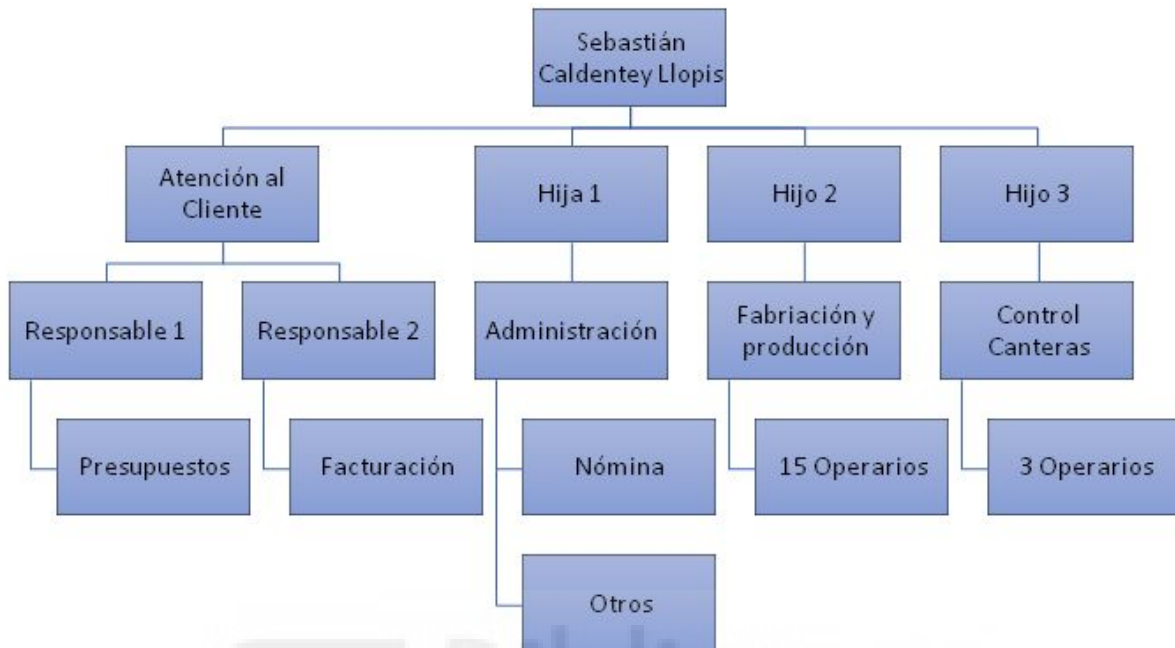 Sebastián
Caldentey Llopis
Atención al
Cliente
Hija 1
Hijo 2
Hijo 3
Responsable 1
Responsable 2
Administración
Fabriación y
producción
Control
Canteras
Presupuestos
Facturación
Nómina
15 Operarios
3 Operarios
Otros